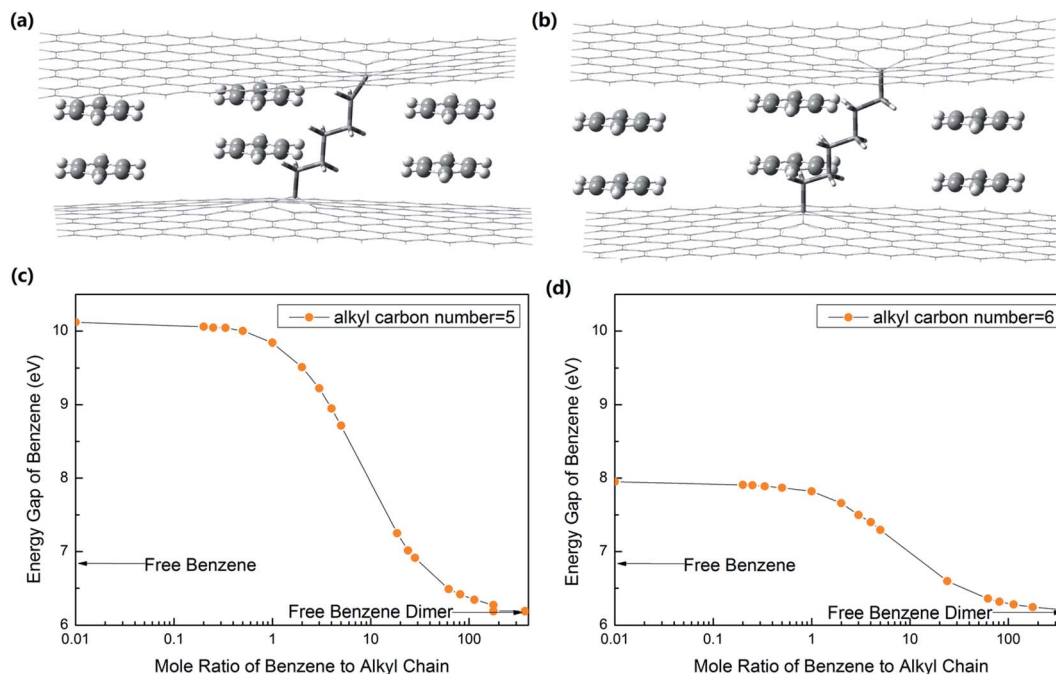 (a)
(b)
(c)
alkyl carbon number=5
10
9
8
7
6
Energy Gap of Benzene (eV)
Free Benzene
Free Benzene Dimer
0.01
0.1
1
10
100
Mole Ratio of Benzene to Alkyl Chain
(d)
alkyl carbon number=6
10
9
8
7
6
Energy Gap of Benzene (eV)
Free Benzene
Free Benzene Dimer
0.01
0.1
1
10
100
Mole Ratio of Benzene to Alkyl Chain